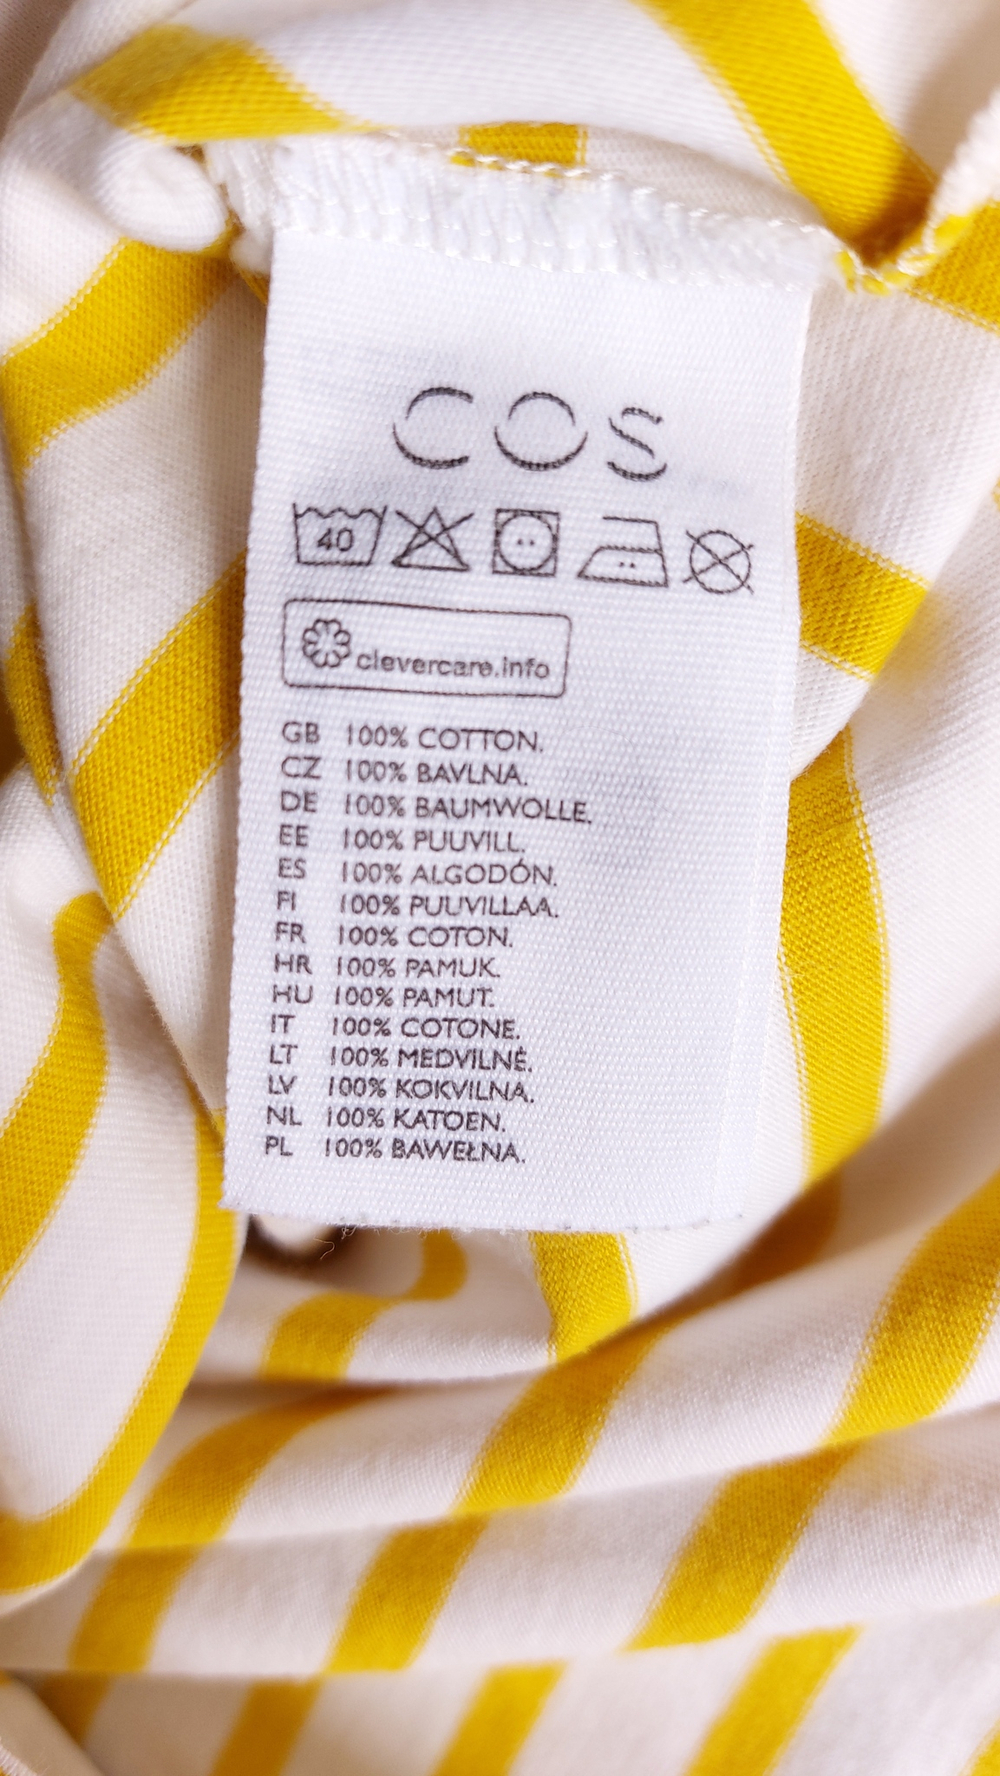 COS
40
clevercare.info
GB 100% COTTON.
CZ 100% BAVLNA.
DE 100% BAUMWOLLE.
EE 100% PUUVILL.
ES 100% ALGODÓN.
FI 100% PUUVILLAA.
FR 100% COTON.
HR 100% PAMUK.
HU 100% PAMUT.
IT 100% COTONE.
LT 100% MEDVILNĖ.
LV 100% KOKVILNA.
NL 100% KATOEN.
PL 100% BAWEŁNA.